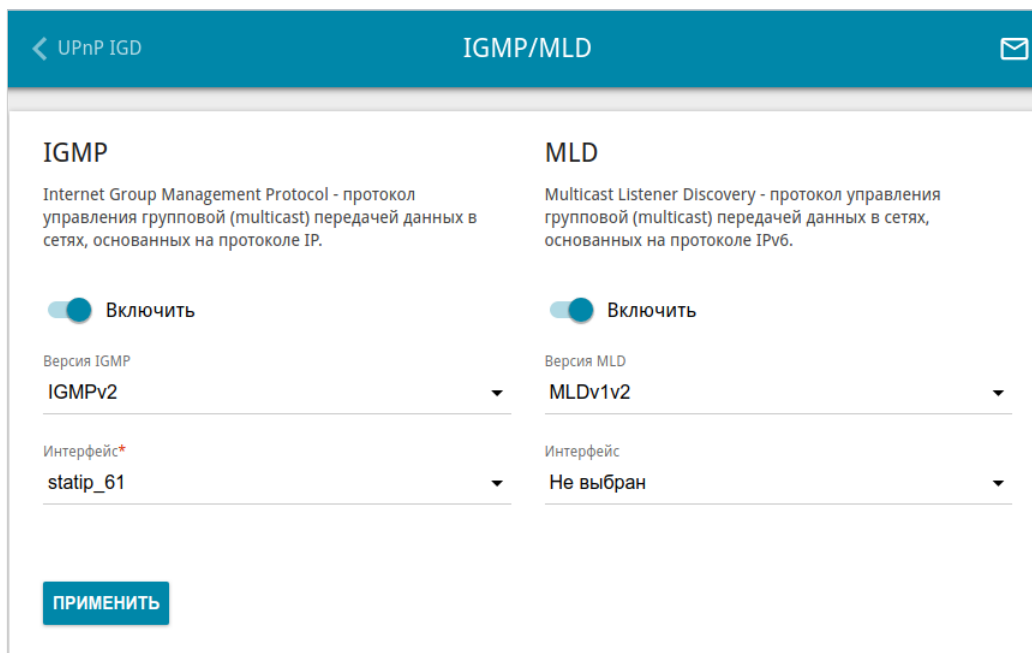 UPnP IGD
IGMP/MLD
IGMP
Internet Group Management Protocol - протокол
управления групповой (multicast) передачей данных в
сетях, основанных на протоколе IP.
Включить
Версия IGMP
IGMPv2
Интерфейс*
statip_61
MLD
Multicast Listener Discovery - протокол управления
групповой (multicast) передачей данных в сетях,
основанных на протоколе IPv6.
Включить
Версия MLD
MLDv1v2
Интерфейс
Не выбран
ПРИМЕНИТЬ